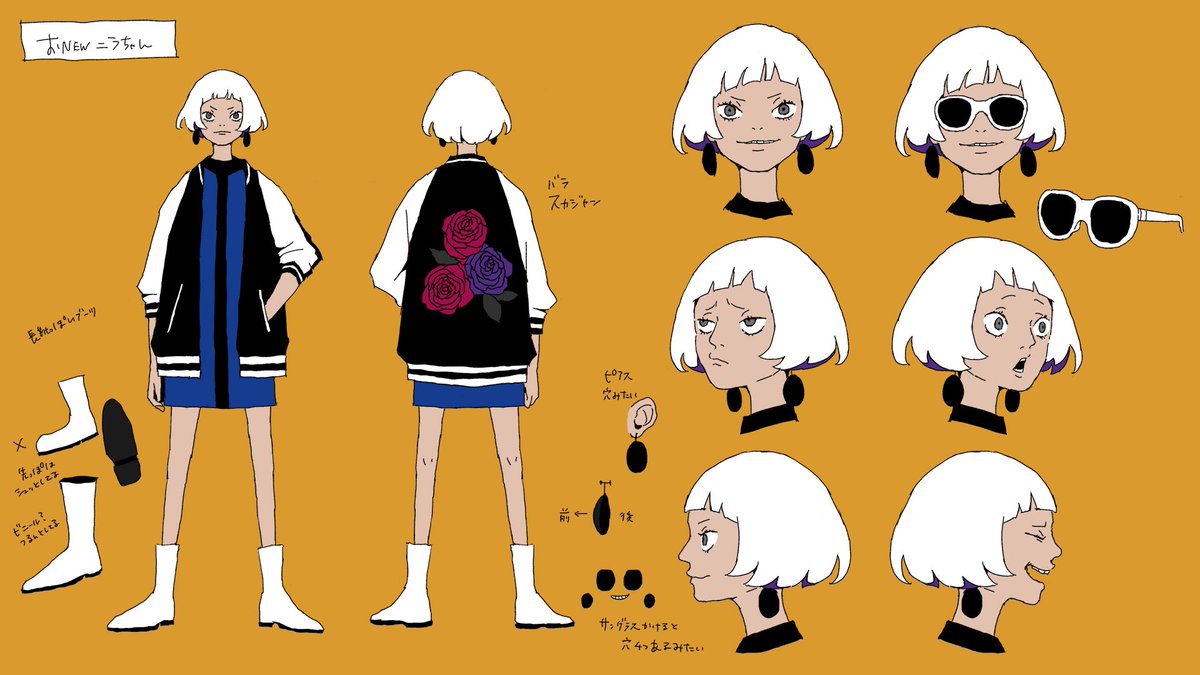 おNEW ニラちゃん
バラ
スカジャン
長靴っぽいブーツ
×
先っぽは
シュッとしてる
ビニール?
つるんとしてる
ピアス
穴みたい
前 ← 後
サングラスかけると
穴4つあるみたい